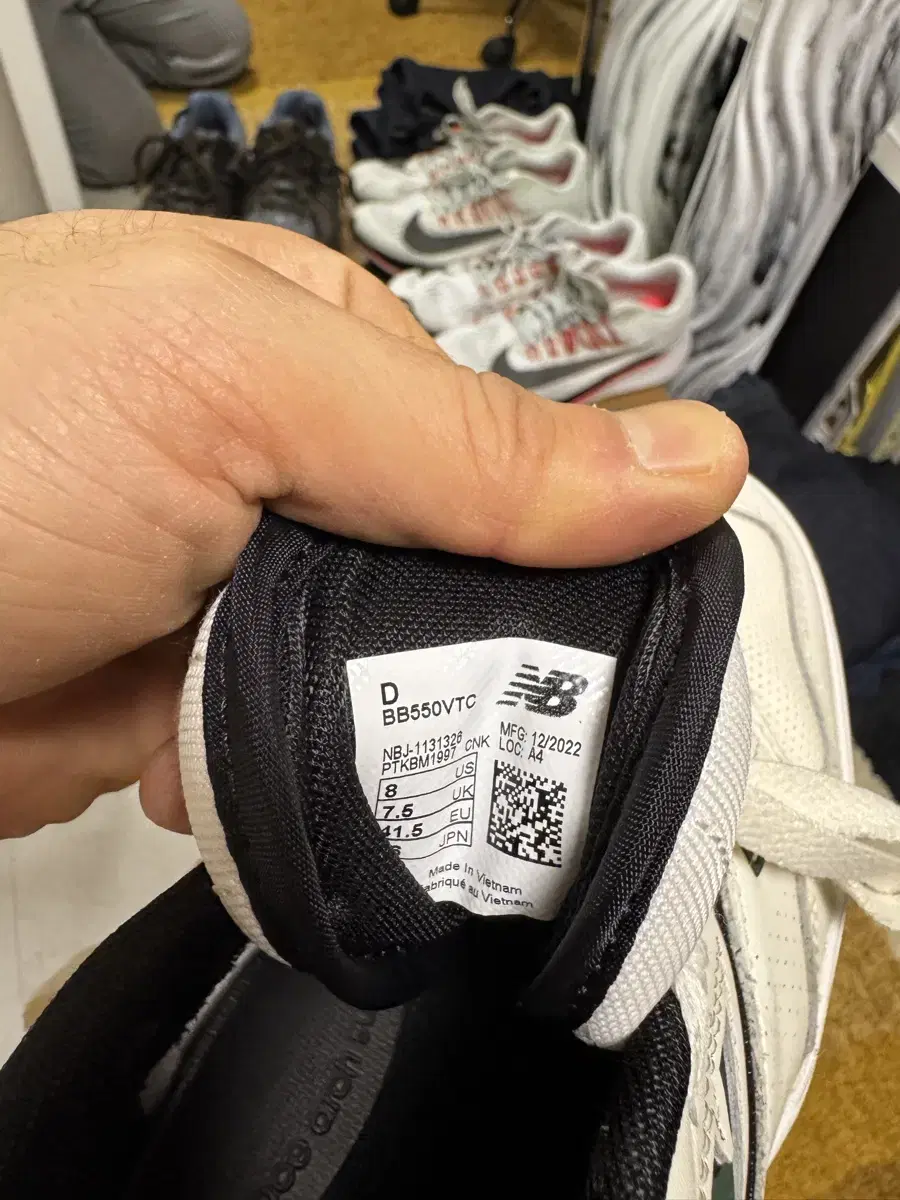 D
BB550VTC
NB
NBJ-1131326
PTKBM1997 CNK
MFG: 12/2022
LOC: A4
8 US
7.5 UK
41.5 EU
JPN
Made In Vietnam
Fabriqué au Vietnam